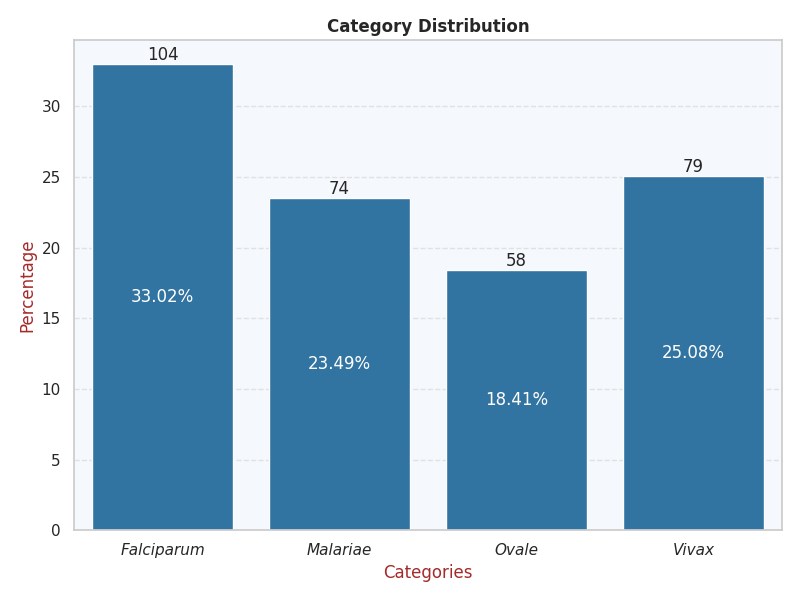 Category Distribution
104
74
58
79
33.02%
23.49%
18.41%
25.08%
30
25
20
15
10
5
0
Percentage
Falciparum
Malariae
Ovale
Vivax
Categories